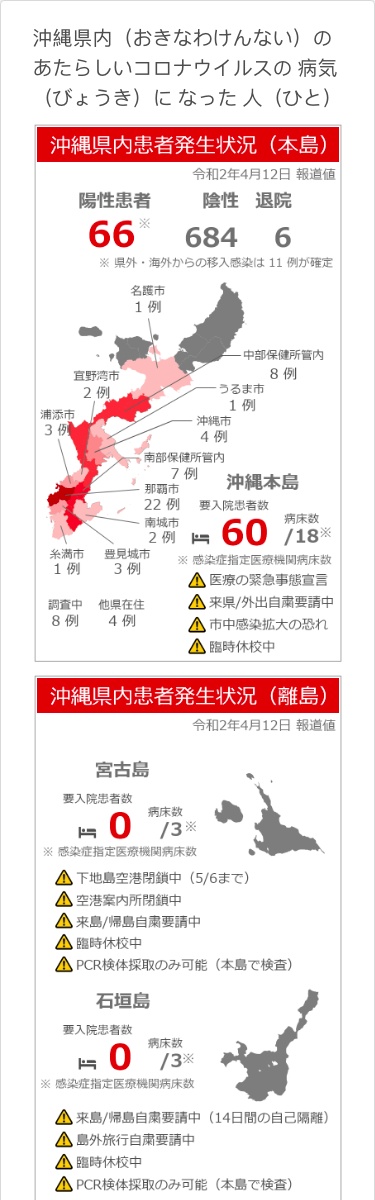 沖縄県内（おきなわけんない）の
あたらしいコロナウイルスの 病気
（びょうき）に なった 人（ひと）
沖縄県内患者発生状況（本島）
令和2年4月12日 報道値
陽性患者 陰性 退院
66※ 684 6
※ 県外・海外からの移入感染は 11 例が確定
名護市
1 例
中部保健所管内
8 例
宜野湾市
2 例
うるま市
1 例
浦添市
3 例
沖縄市
4 例
南部保健所管内
7 例
那覇市
22 例
南城市
2 例
糸満市
1 例
豊見城市
3 例
調査中
8 例
他県在住
4 例
沖縄本島
要入院患者数 病床数
60 /18※
※ 感染症指定医療機関病床数
医療の緊急事態宣言
来県/外出自粛要請中
市中感染拡大の恐れ
臨時休校中
沖縄県内患者発生状況（離島）
令和2年4月12日 報道値
宮古島
要入院患者数 病床数
0 /3※
※ 感染症指定医療機関病床数
下地島空港閉鎖中（5/6まで）
空港案内所閉鎖中
来島/帰島自粛要請中
臨時休校中
PCR検体採取のみ可能（本島で検査）
石垣島
要入院患者数 病床数
0 /3※
※ 感染症指定医療機関病床数
来島/帰島自粛要請中（14日間の自己隔離）
島外旅行自粛要請中
臨時休校中
PCR検体採取のみ可能（本島で検査）